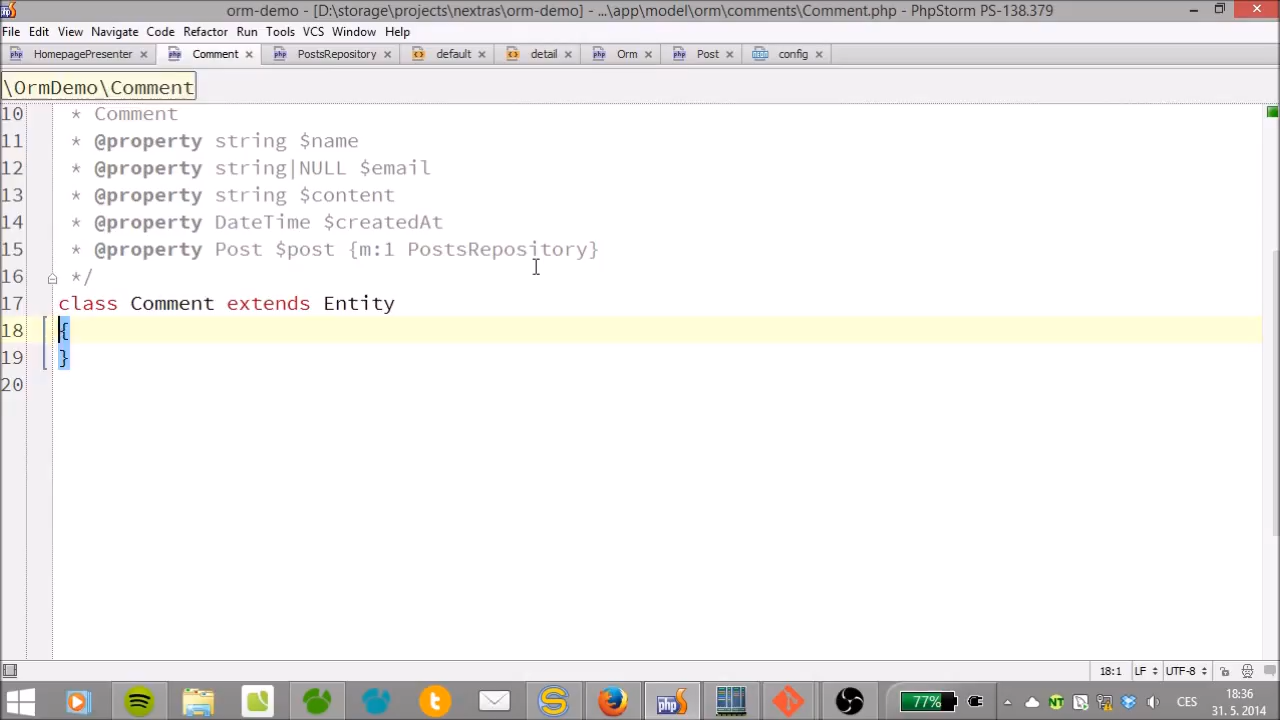 orm-demo - [D:\storage\projects\nextras\orm-demo] - ...\app\model\orm\comments\Comment.php - PhpStorm PS-138.379
File Edit View Navigate Code Refactor Run Tools VCS Window Help
HomepagePresenter Comment PostsRepository default detail Orm Post config
\OrmDemo\Comment
10 * Comment
11 * @property string $name
12 * @property string|NULL $email
13 * @property string $content
14 * @property DateTime $createdAt
15 * @property Post $post {m:1 PostsRepository}
16 */
17 class Comment extends Entity
18 {
19 }
20
18:1 LF UTF-8
77% CES 18:36
31. 5. 2014